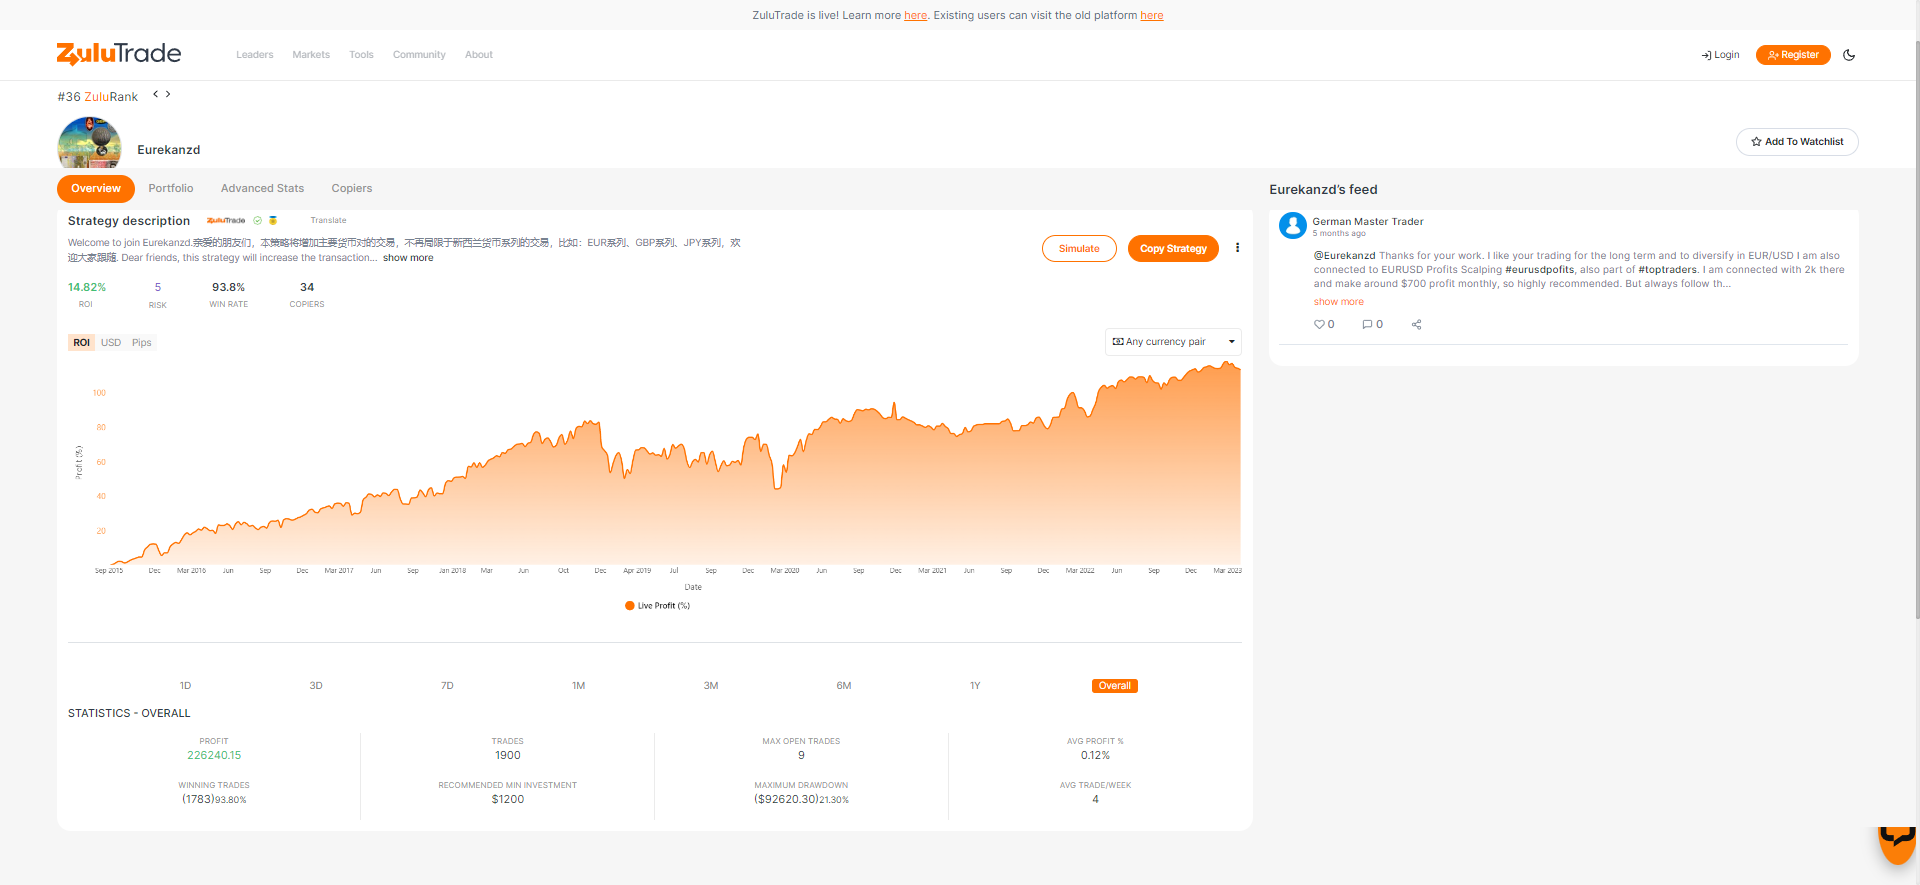 ZuluTrade is live! Learn more here. Existing users can visit the old platform here
ZuluTrade
Leaders
Markets
Tools
Community
About
Login
Register
#36 ZuluRank
Eurekanzd
Add To Watchlist
Overview
Portfolio
Advanced Stats
Copiers
Strategy description
ZuluTrade
Translate
Welcome to join Eurekanzd.亲爱的朋友们，本策略将增加主要货币对的交易，不再局限于新西兰货币系列的交易，比如：EUR系列、GBP系列、JPY系列，欢
迎大家跟随. Dear friends, this strategy will increase the transaction... show more
Simulate
Copy Strategy
14.82%
5
93.8%
34
ROI
RISK
WIN RATE
COPIERS
ROI
USD
Pips
Any currency pair
100
80
60
40
20
Profit (%)
Sep 2015
Dec
Mar 2016
Jun
Sep
Dec
Mar 2017
Jun
Sep
Jan 2018
Mar
Jun
Oct
Dec
Apr 2019
Jul
Sep
Dec
Mar 2020
Jun
Sep
Dec
Mar 2021
Jun
Sep
Dec
Mar 2022
Jun
Sep
Dec
Mar 2023
Date
Live Profit (%)
1D
3D
7D
1M
3M
6M
1Y
Overall
STATISTICS - OVERALL
PROFIT
226240.15
TRADES
1900
MAX OPEN TRADES
9
AVG PROFIT %
0.12%
WINNING TRADES
(1783)93.80%
RECOMMENDED MIN INVESTMENT
$1200
MAXIMUM DRAWDOWN
($92620.30)21.30%
AVG TRADE/WEEK
4
Eurekanzd's feed
German Master Trader
5 months ago
@Eurekanzd Thanks for your work. I like your trading for the long term and to diversify in EUR/USD I am also
connected to EURUSD Profits Scalping #eurusdpofits, also part of #toptraders. I am connected with 2k there
and make around $700 profit monthly, so highly recommended. But always follow th...
show more
0
0